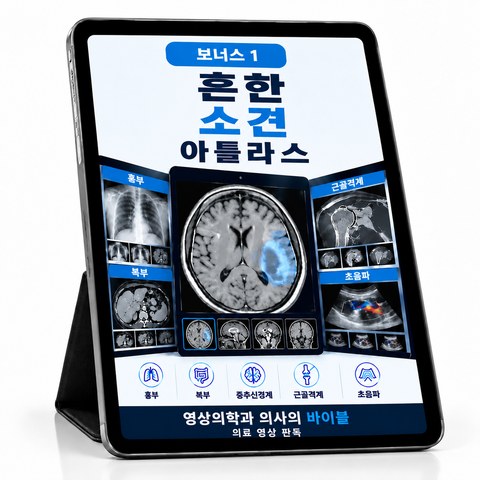 보너스 1
흔한
소견
아틀라스
흉부
근골격계
복부
초음파
흉부
복부
중추신경계
근골격계
초음파
영상의학과 의사의 바이블
의료 영상 판독